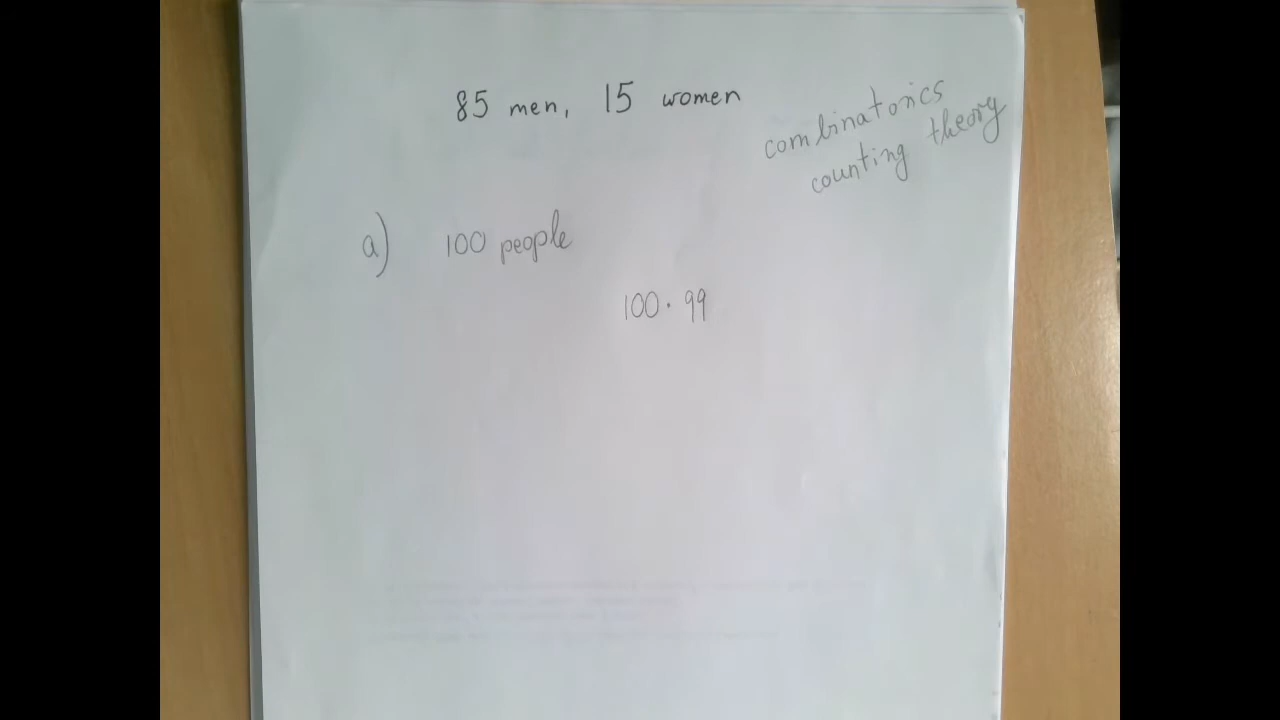 85 men, 15 women
combinatorics
counting theory
a) 100 people
100 · 99